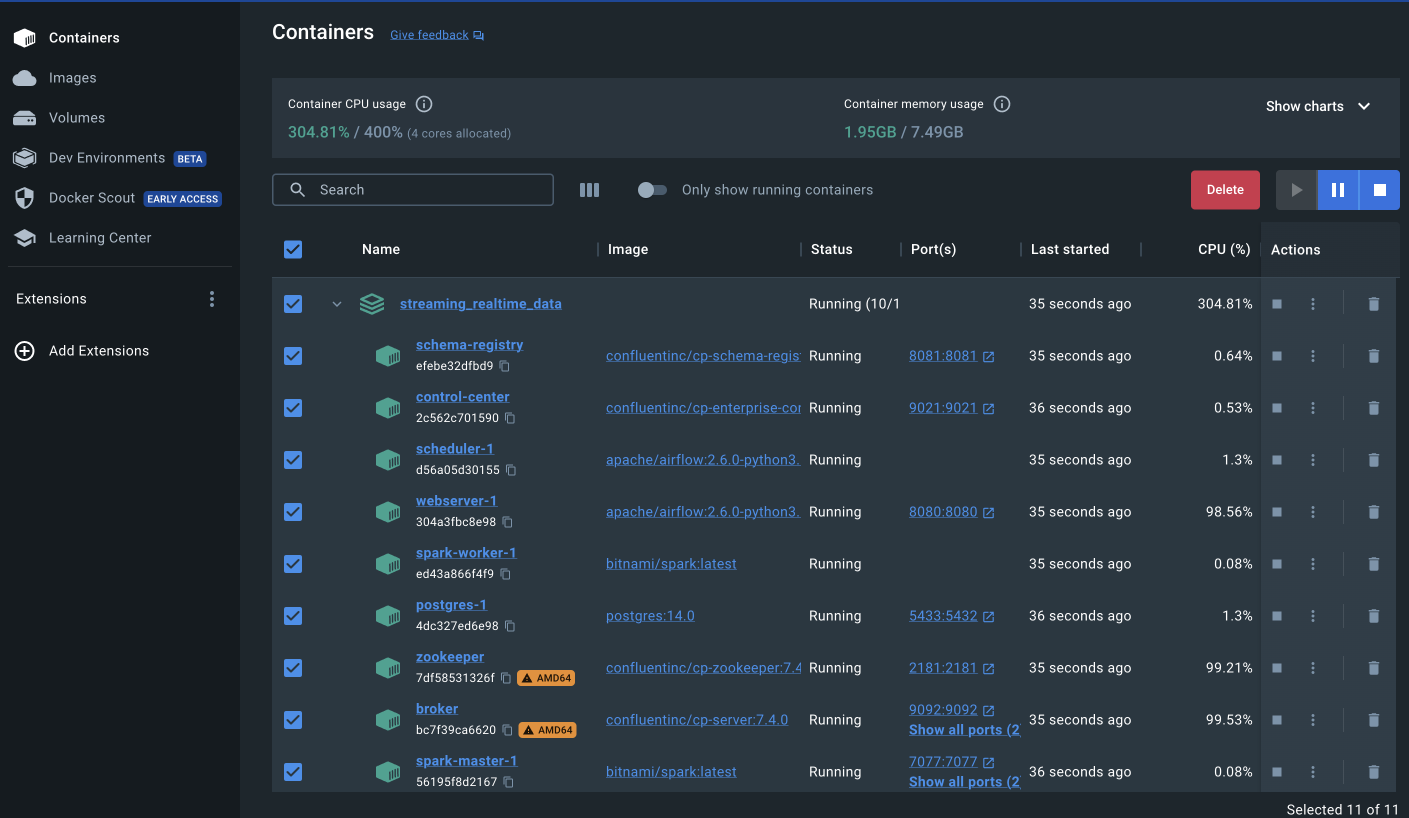 Containers
Images
Volumes
Dev Environments BETA
Docker Scout EARLY ACCESS
Learning Center
Extensions
Add Extensions
Containers Give feedback
Container CPU usage
304.81% / 400% (4 cores allocated)
Container memory usage
1.95GB / 7.49GB
Show charts
Search
Only show running containers
Delete
Name Image Status Port(s) Last started CPU (%) Actions
streaming_realtime_data Running (10/1 35 seconds ago 304.81%
schema-registry
efebe32dfbd9
confluentinc/cp-schema-regis Running 8081:8081 35 seconds ago 0.64%
control-center
2c562c701590
confluentinc/cp-enterprise-cor Running 9021:9021 36 seconds ago 0.53%
scheduler-1
d56a05d30155
apache/airflow:2.6.0-python3. Running 35 seconds ago 1.3%
webserver-1
304a3fbc8e98
apache/airflow:2.6.0-python3. Running 8080:8080 35 seconds ago 98.56%
spark-worker-1
ed43a866f4f9
bitnami/spark:latest Running 35 seconds ago 0.08%
postgres-1
4dc327ed6e98
postgres:14.0 Running 5433:5432 36 seconds ago 1.3%
zookeeper
7df58531326f AMD64
confluentinc/cp-zookeeper:7.4 Running 2181:2181 35 seconds ago 99.21%
broker
bc7f39ca6620 AMD64
confluentinc/cp-server:7.4.0 Running 9092:9092 35 seconds ago 99.53%
Show all ports (2
spark-master-1
56195f8d2167
bitnami/spark:latest Running 7077:7077 36 seconds ago 0.08%
Show all ports (2
Selected 11 of 11